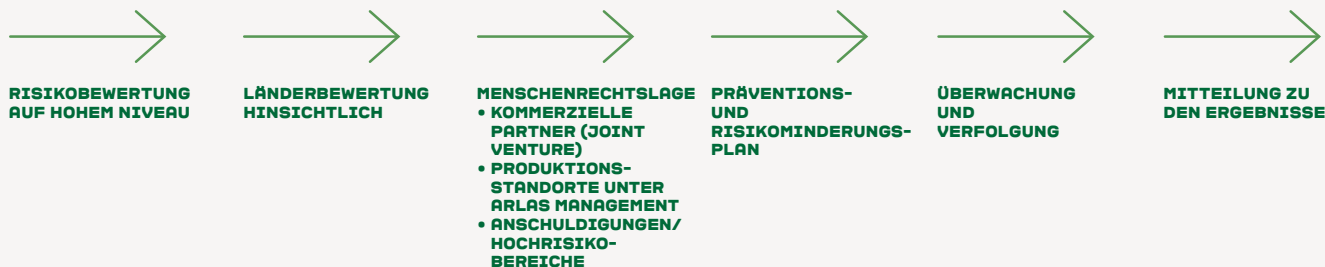 RISIKOBEWERTUNG
AUF HOHEM NIVEAU
LÄNDERBEWERTUNG
HINSICHTLICH
MENSCHENRECHTSLAGE
• KOMMERZIELLE
PARTNER (JOINT
VENTURE)
• PRODUKTIONS-
STANDORTE UNTER
ARLAS MANAGEMENT
• ANSCHULDIGUNGEN/
HOCHRISIKO-
BEREICHE
PRÄVENTIONS-
UND
RISIKOMINDERUNGS-
PLAN
ÜBERWACHUNG
UND
VERFOLGUNG
MITTEILUNG ZU
DEN ERGEBNISSE